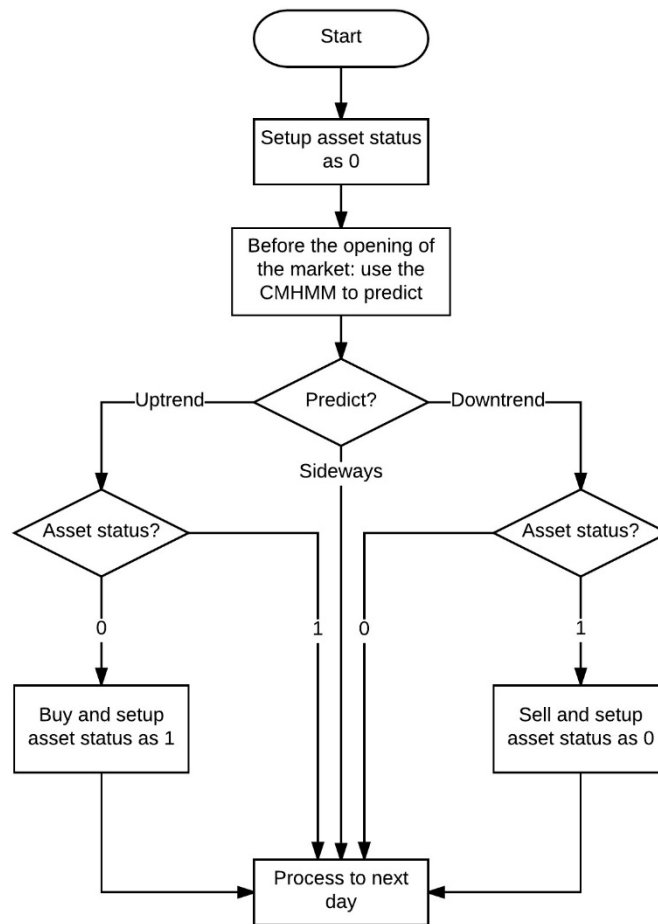 Start
Setup asset status
as 0
Before the opening of
the market: use the
CMHMM to predict
Uptrend
Predict?
Downtrend
Sideways
Asset status?
Asset status?
0
1
0
1
Buy and setup
asset status as 1
Sell and setup
asset status as 0
Process to next
day